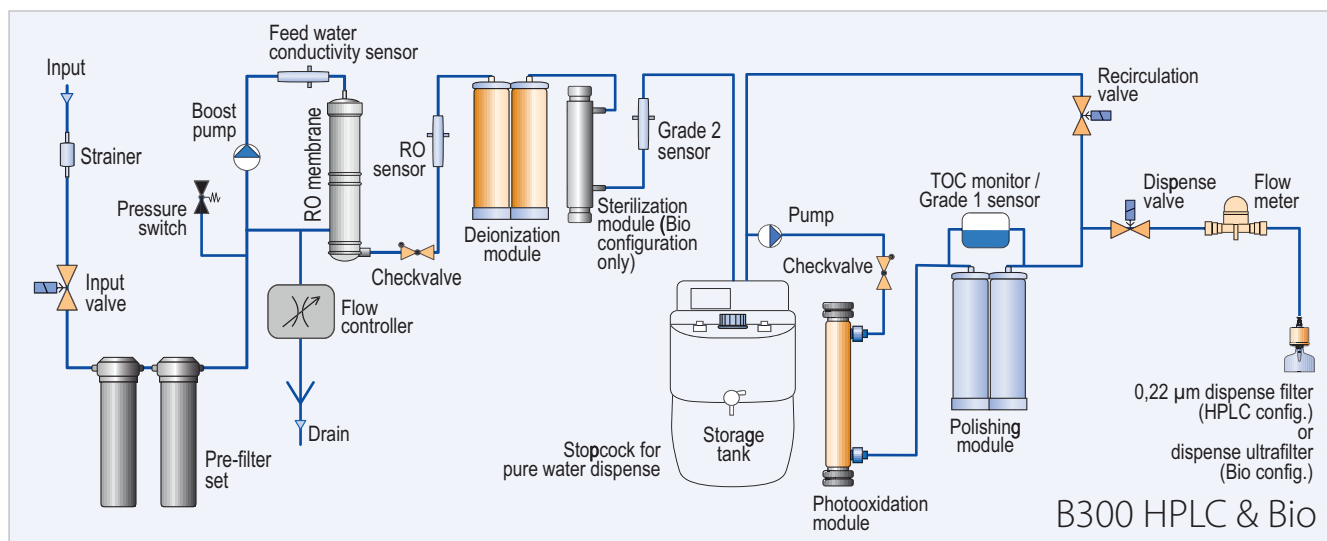 Feed water
conductivity sensor
Input
Boost
pump
Strainer
Pressure
switch
Input
valve
RO membrane
RO
sensor
Checkvalve
Deionization
module
Sterilization
module (Bio
configuration
only)
Grade 2
sensor
Flow
controller
Drain
Pre-filter
set
Pump
Checkvalve
Storage
tank
Stopcock for
pure water dispense
Photooxidation
module
TOC monitor /
Grade 1 sensor
Polishing
module
Recirculation
valve
Dispense
valve
Flow
meter
0,22 µm dispense filter
(HPLC config.)
or
dispense ultrafilter
(Bio config.)
B300 HPLC & Bio